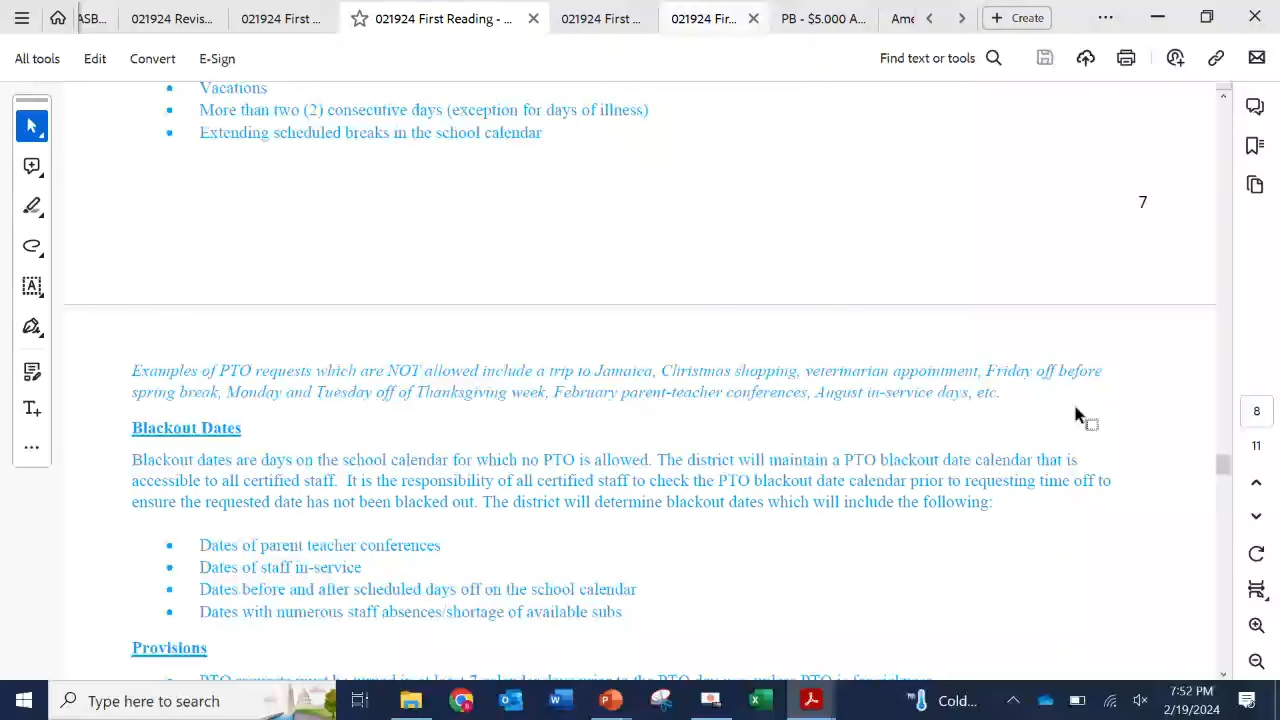 ASB...
021924 Revis...
021924 First ...
021924 First Reading - ...
021924 First ...
021924 Fir...
PB - $5.000 A...
Ame
Create
All tools
Edit
Convert
E-Sign
Find text or tools
• Vacations
• More than two (2) consecutive days (exception for days of illness)
• Extending scheduled breaks in the school calendar
7
Examples of PTO requests which are NOT allowed include a trip to Jamaica, Christmas shopping, veterinarian appointment, Friday off before
spring break, Monday and Tuesday off of Thanksgiving week, February parent-teacher conferences, August in-service days, etc.
Blackout Dates
Blackout dates are days on the school calendar for which no PTO is allowed. The district will maintain a PTO blackout date calendar that is
accessible to all certified staff.  It is the responsibility of all certified staff to check the PTO blackout date calendar prior to requesting time off to
ensure the requested date has not been blacked out. The district will determine blackout dates which will include the following:
• Dates of parent teacher conferences
• Dates of staff in-service
• Dates before and after scheduled days off on the school calendar
• Dates with numerous staff absences/shortage of available subs
Provisions
8
11
Type here to search
Cold...
7:52 PM
2/19/2024